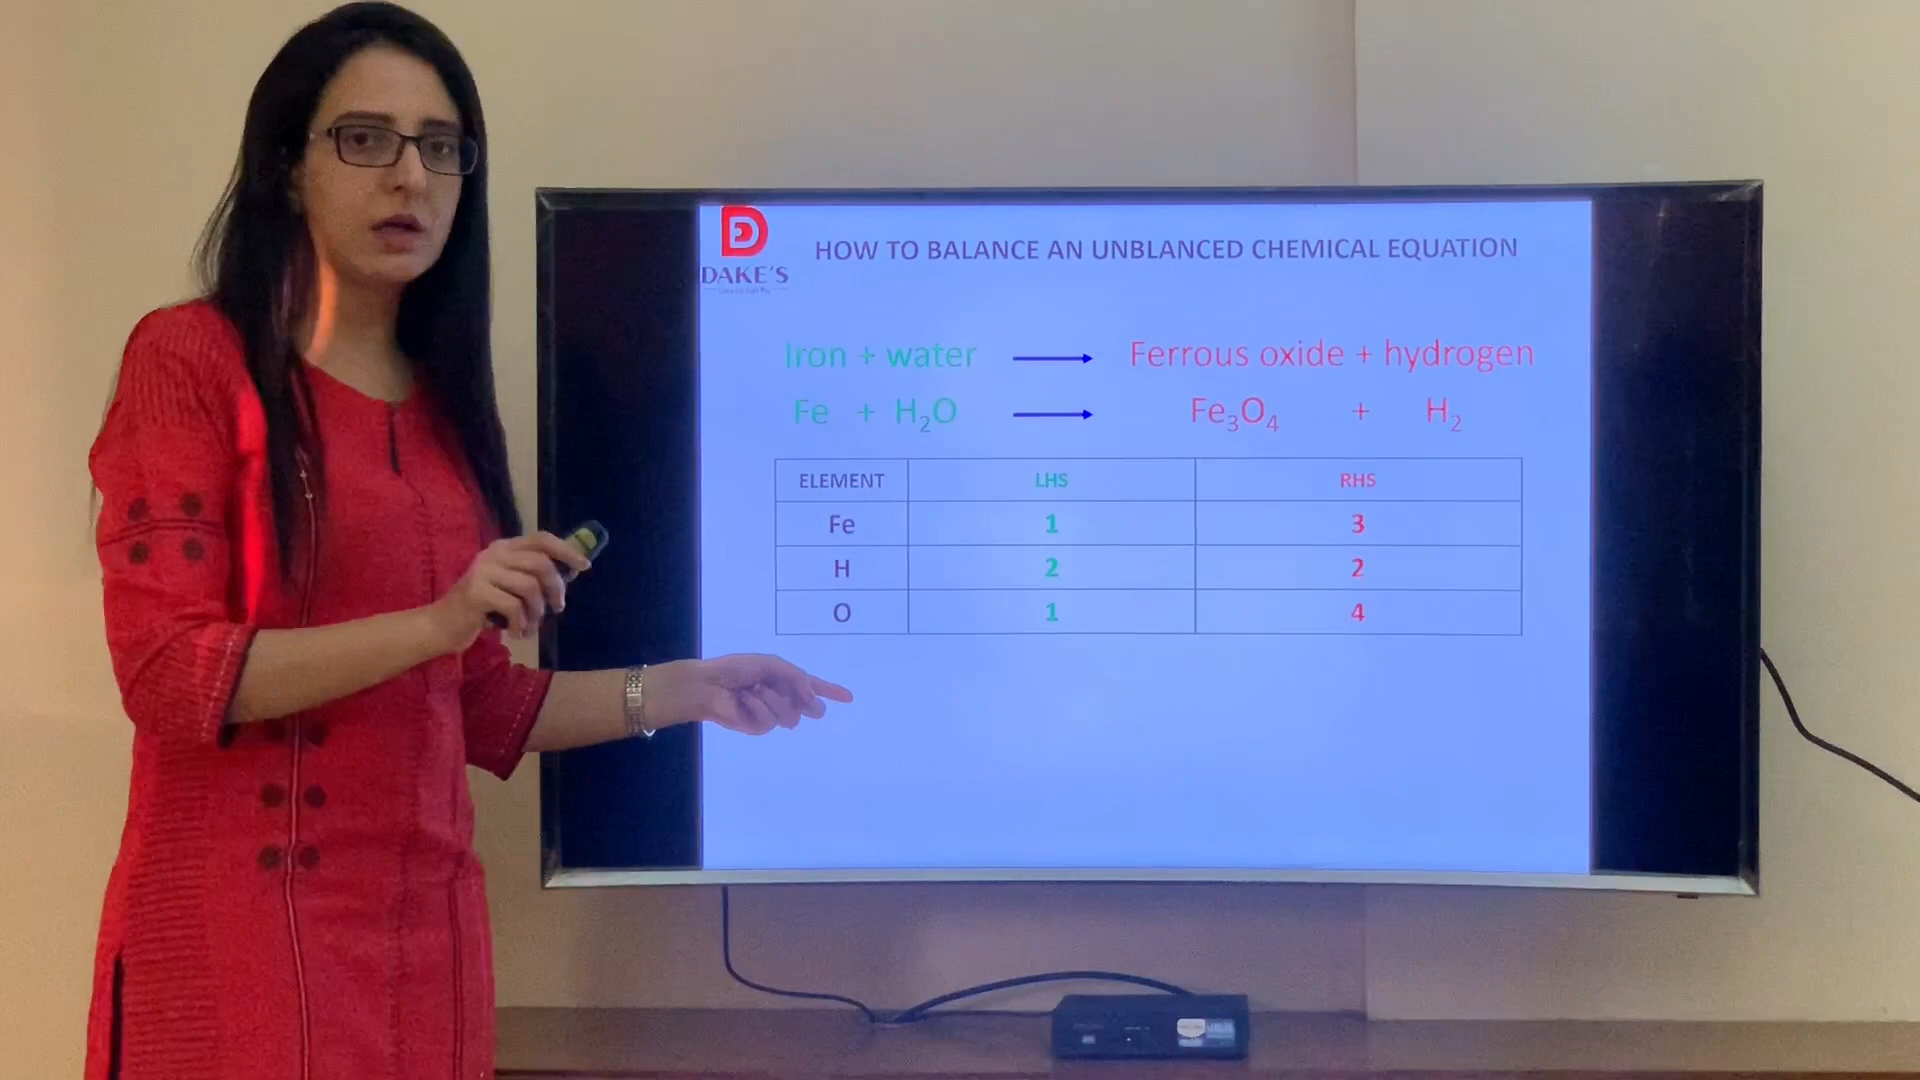 D
DAKE'S
HOW TO BALANCE AN UNBLANCED CHEMICAL EQUATION
Iron + water → Ferrous oxide + hydrogen
Fe + H₂O → Fe₃O₄ + H₂
ELEMENT LHS RHS
Fe 1 3
H 2 2
O 1 4